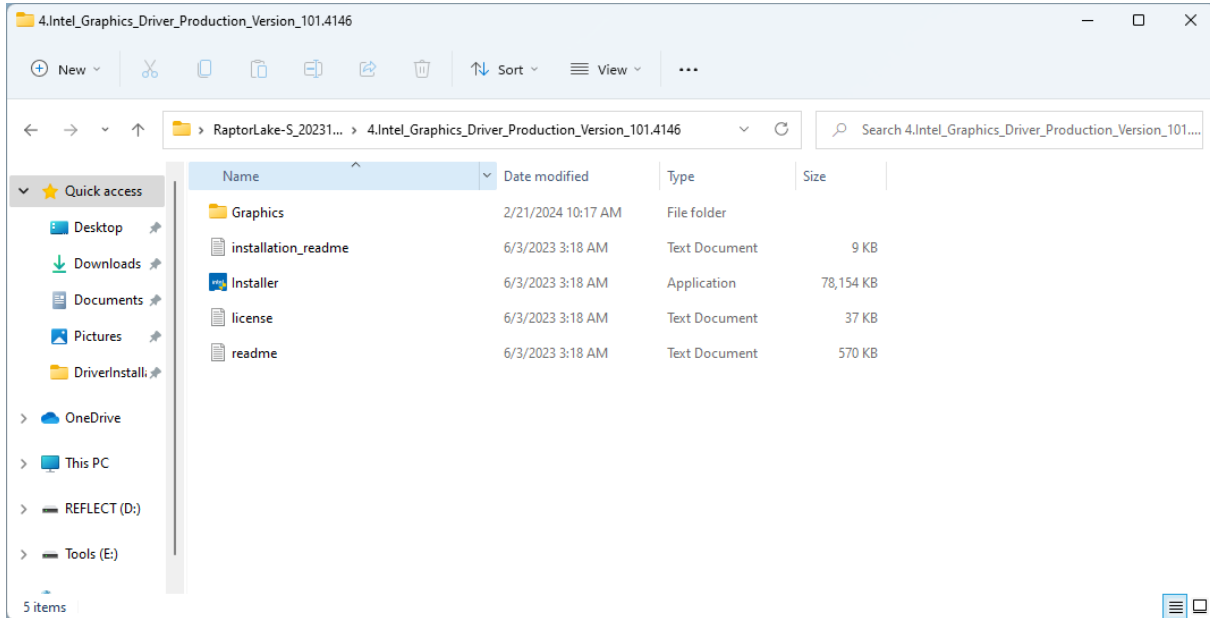 4.Intel_Graphics_Driver_Production_Version_101.4146
New
Sort
View
RaptorLake-S_20231... > 4.Intel_Graphics_Driver_Production_Version_101.4146
Search 4.Intel_Graphics_Driver_Production_Version_101....
Name Date modified Type Size
Quick access
Desktop
Downloads
Documents
Pictures
DriverInstalla
OneDrive
This PC
REFLECT (D:)
Tools (E:)
Graphics 2/21/2024 10:17 AM File folder
installation_readme 6/3/2023 3:18 AM Text Document 9 KB
Installer 6/3/2023 3:18 AM Application 78,154 KB
license 6/3/2023 3:18 AM Text Document 37 KB
readme 6/3/2023 3:18 AM Text Document 570 KB
5 items